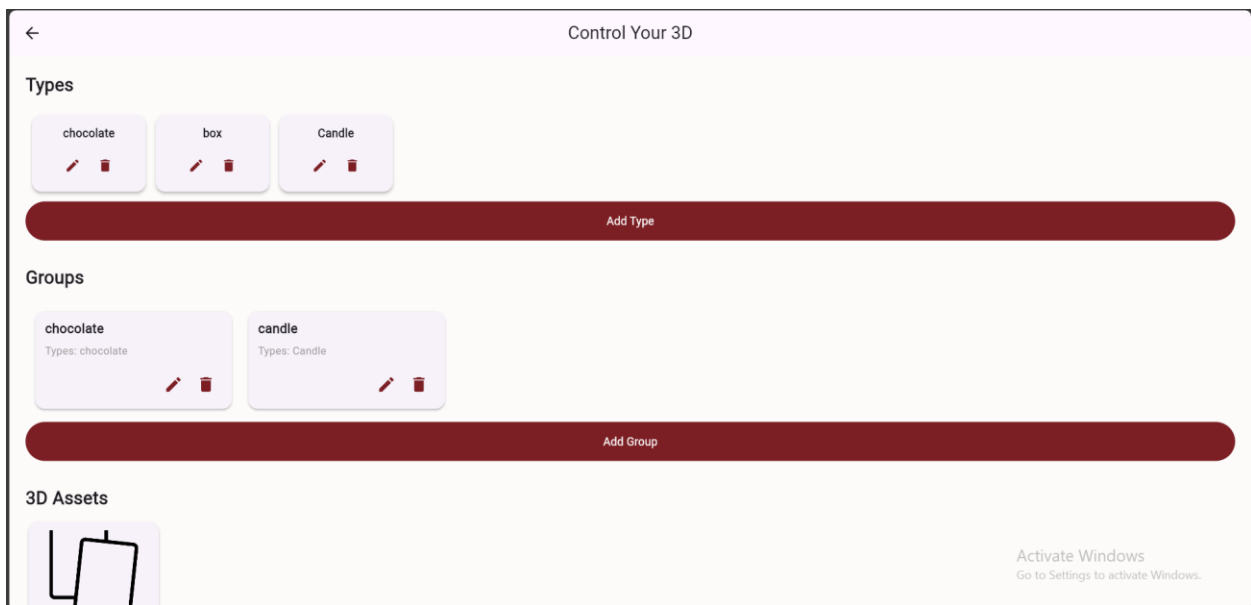 Control Your 3D
Types
chocolate
box
Candle
Add Type
Groups
chocolate
Types: chocolate
candle
Types: Candle
Add Group
3D Assets
Activate Windows
Go to Settings to activate Windows.